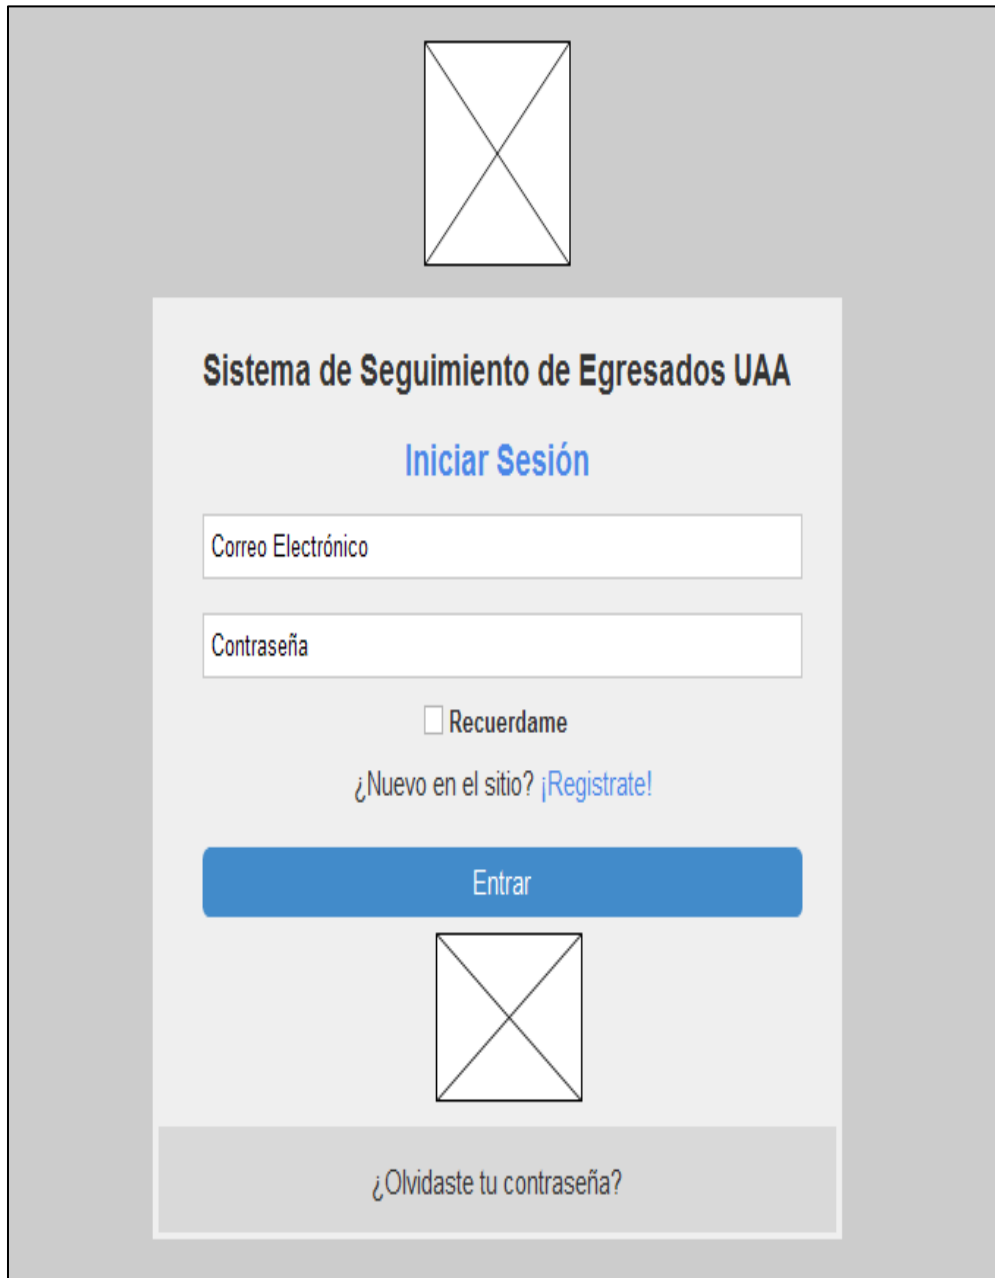 Sistema de Seguimiento de Egresados UAA
Iniciar Sesión
Correo Electrónico
Contraseña
Recuerdame
¿Nuevo en el sitio? ¡Registrate!
Entrar
¿Olvidaste tu contraseña?